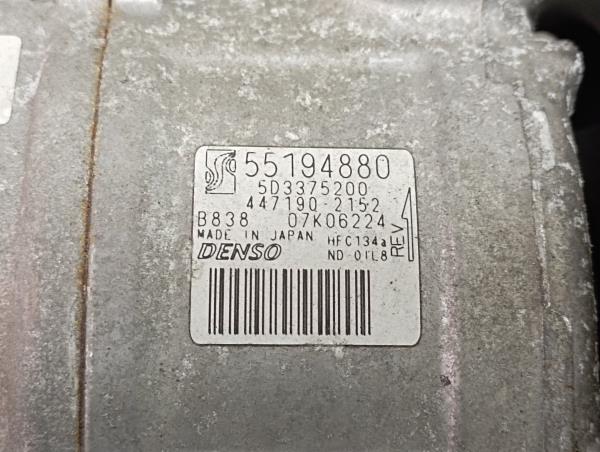 55194880
5D3375200
447190-2152
B838 07K06224
MADE IN JAPAN HFC134a
DENSO ND-OIL8
REV